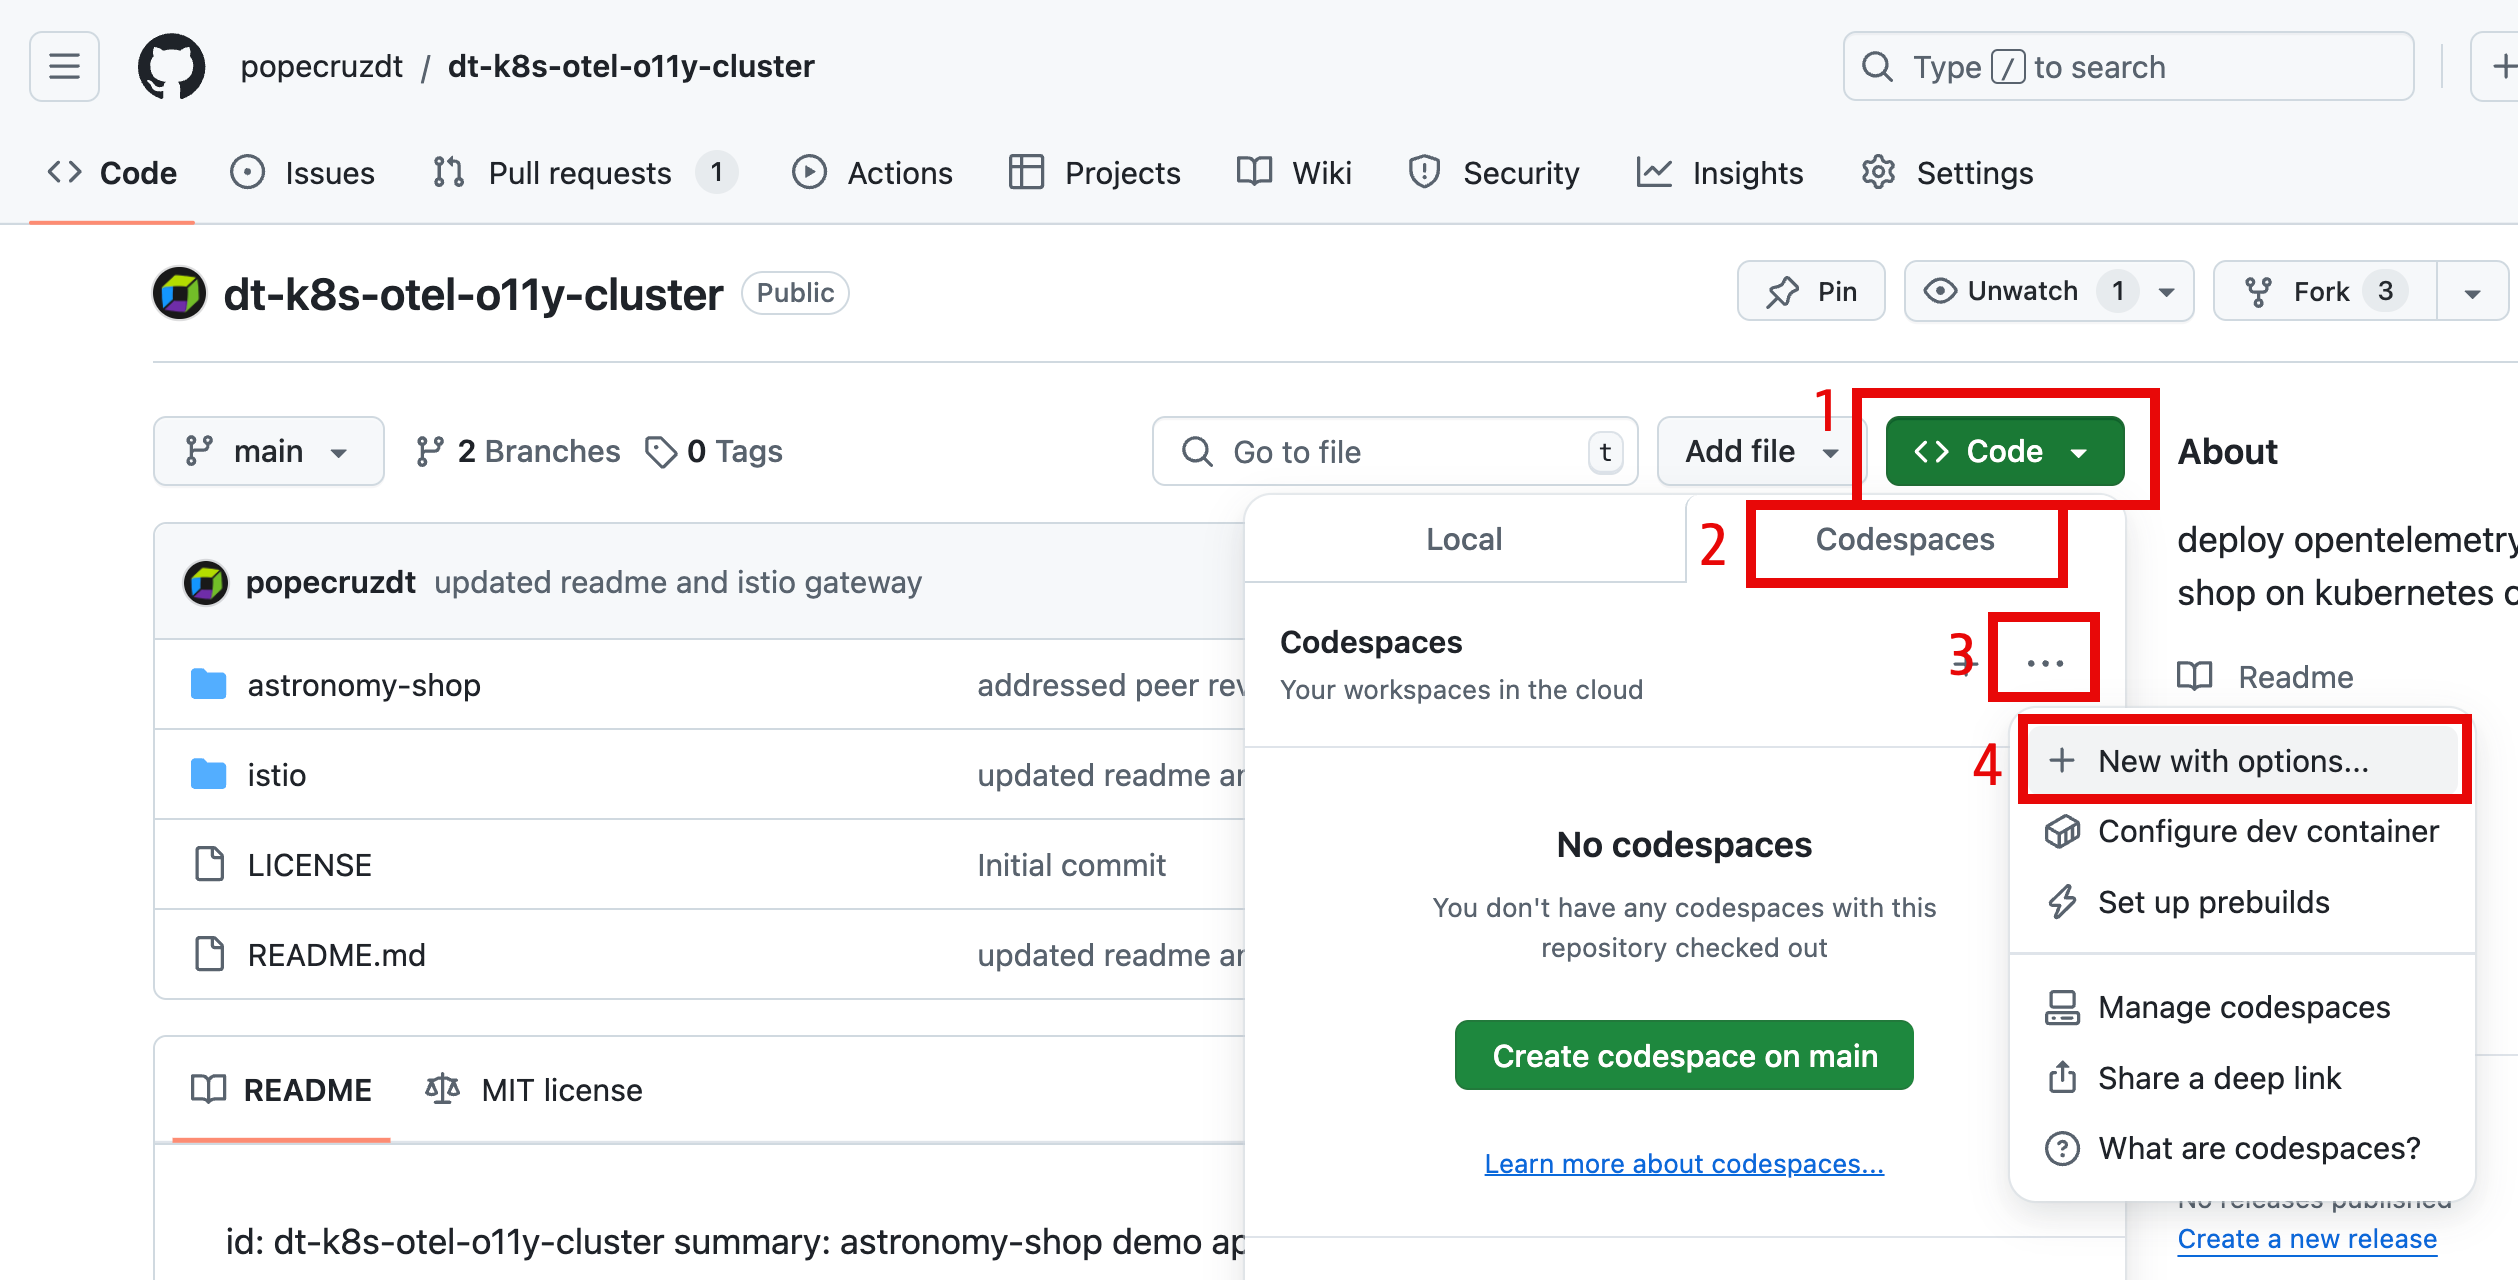 popecruzdt / dt-k8s-otel-o11y-cluster
Type / to search
Code Issues Pull requests 1 Actions Projects Wiki Security Insights Settings
dt-k8s-otel-o11y-cluster Public
Pin Unwatch 1 Fork 3
main 2 Branches 0 Tags
Go to file t
Add file
1
Code
About
deploy opentelemetry
shop on kubernetes
Readme
Local
2
Codespaces
popecruzdt updated readme and istio gateway
Codespaces
Your workspaces in the cloud
3
astronomy-shop addressed peer
istio updated readme
LICENSE Initial commit
README.md updated readme
4
New with options...
Configure dev container
Set up prebuilds
Manage codespaces
Share a deep link
What are codespaces?
No codespaces
You don't have any codespaces with this
repository checked out
Create codespace on main
Learn more about codespaces...
README MIT license
id: dt-k8s-otel-o11y-cluster summary: astronomy-shop demo
No releases published
Create a new release